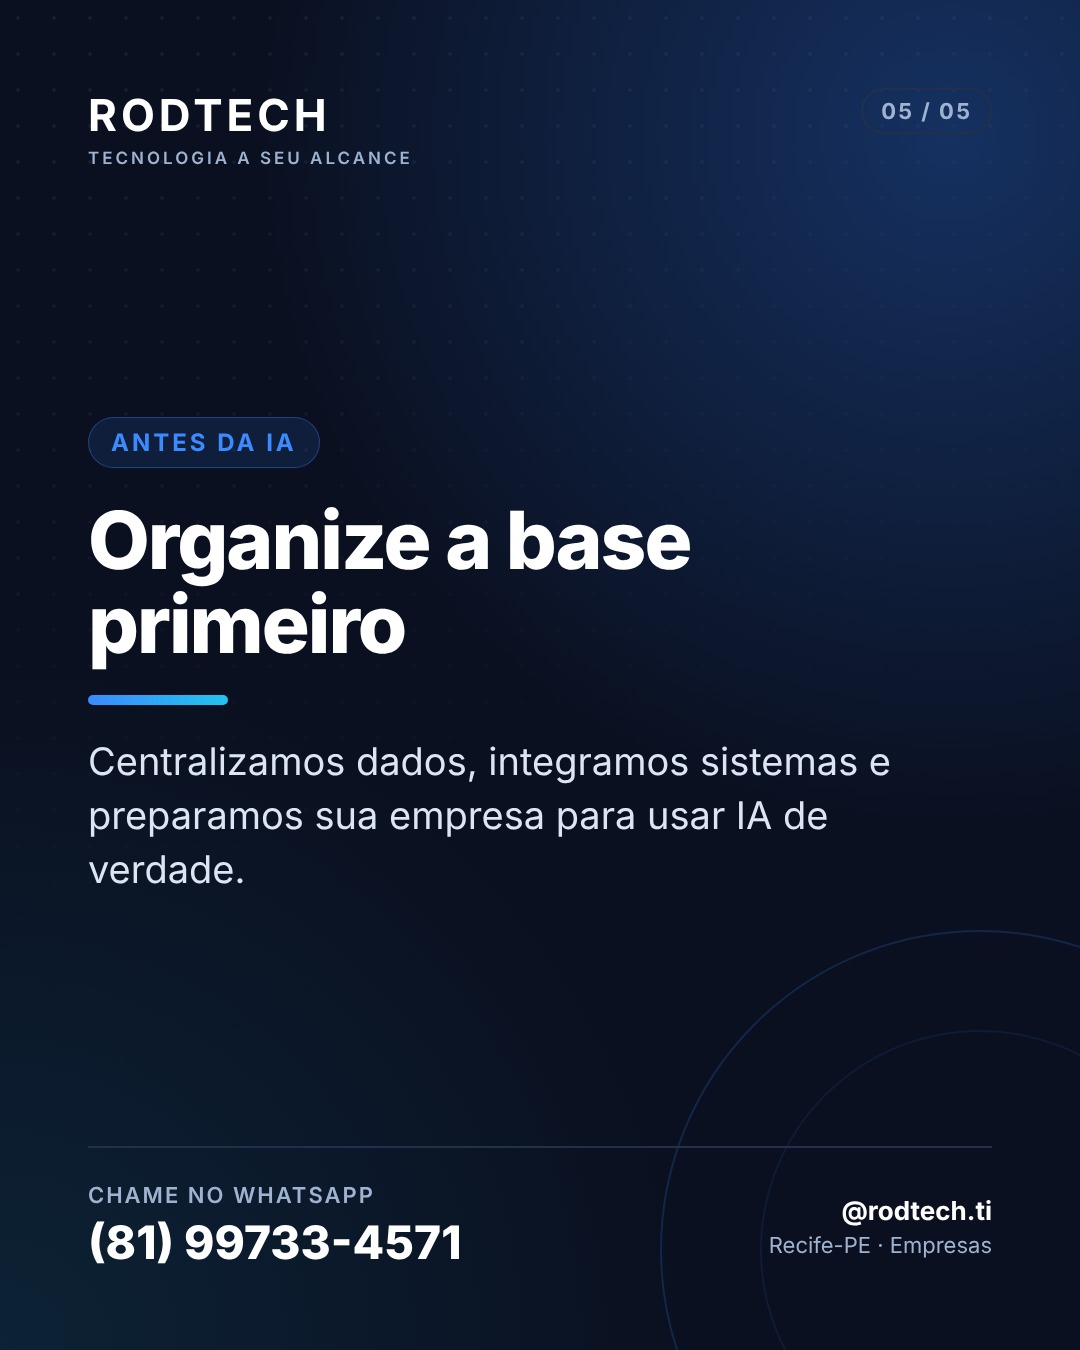 RODTECH
TECNOLOGIA A SEU ALCANCE
05 / 05
ANTES DA IA
Organize a base
primeiro
Centralizamos dados, integramos sistemas e
preparamos sua empresa para usar IA de
verdade.
CHAME NO WHATSAPP
(81) 99733-4571
@rodtech.ti
Recife-PE · Empresas